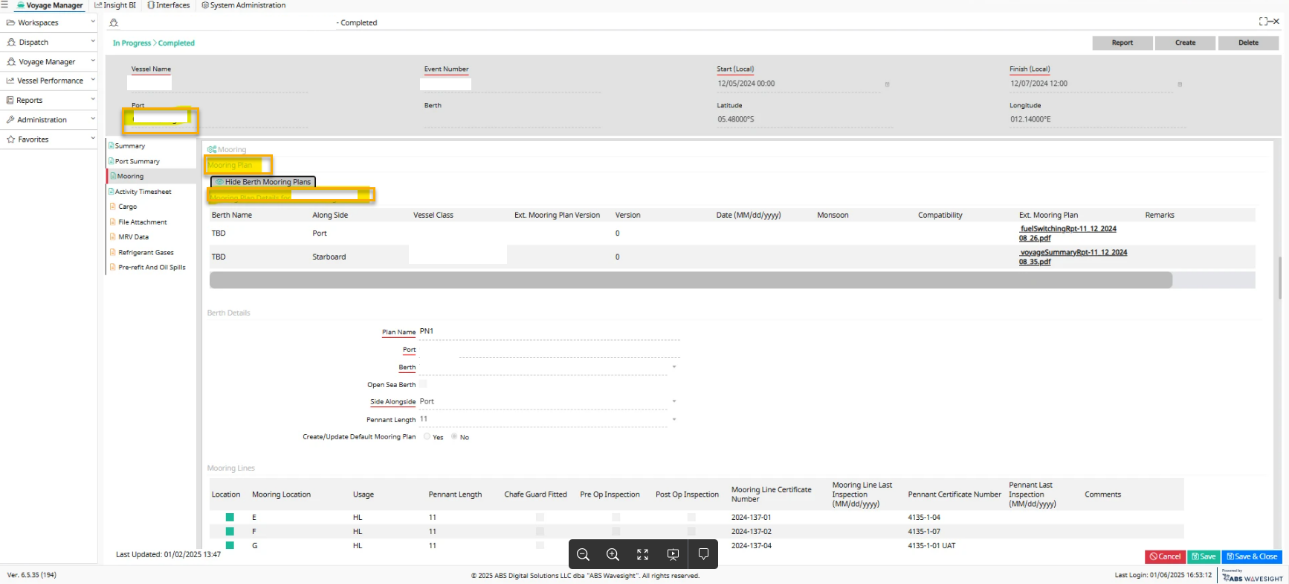 Voyage Manager Insight BI Interfaces System Administration
Workspaces
- Completed
Dispatch
In Progress > Completed
Report Create Delete
Voyage Manager
Vessel Name Event Number Start (Local) Finish (Local)
Vessel Performance
12/05/2024 00:00 12/07/2024 12:00
Reports
Port Berth Latitude Longitude
Administration
05.48000°S 012.14000°E
Favorites
Summary
Mooring
Port Summary
Mooring Plan
Mooring
Hide Berth Mooring Plans
Activity Timesheet
Cargo
File Attachment
MRV Data
Refrigerant Gases
Pre-refit And Oil Spills
Berth Name Along Side Vessel Class Ext. Mooring Plan Version Version Date (MM/dd/yyyy) Monsoon Compatibility Ext. Mooring Plan Remarks
TBD Port 0 _fuelSwitchingRpt-11_12_2024
08_26.pdf
TBD Starboard 0 _voyageSummaryRpt-11_12_2024
08_35.pdf
Berth Details
Plan Name PN1
Port
Berth
Open Sea Berth
Side Alongside Port
Pennant Length 11
Create/Update Default Mooring Plan Yes No
Mooring Lines
Location Mooring Location Usage Pennant Length Chafe Guard Fitted Pre Op Inspection Post Op Inspection Mooring Line Certificate Number Mooring Line Last Inspection (MM/dd/yyyy) Pennant Certificate Number Pennant Last Inspection (MM/dd/yyyy) Comments
E HL 11 2024-137-01 4135-1-04
F HL 11 2024-137-02 4135-1-07
G HL 11 2024-137-04 4135-1-01 UAT
Last Updated: 01/02/2025 13:47
Cancel Save Save & Close
Ver. 6.5.35 (194)
© 2025 ABS Digital Solutions LLC dba "ABS Wavesight". All rights reserved.
Last Login: 01/06/2025 16:53:12
Powered by
ABS WAVESIGHT